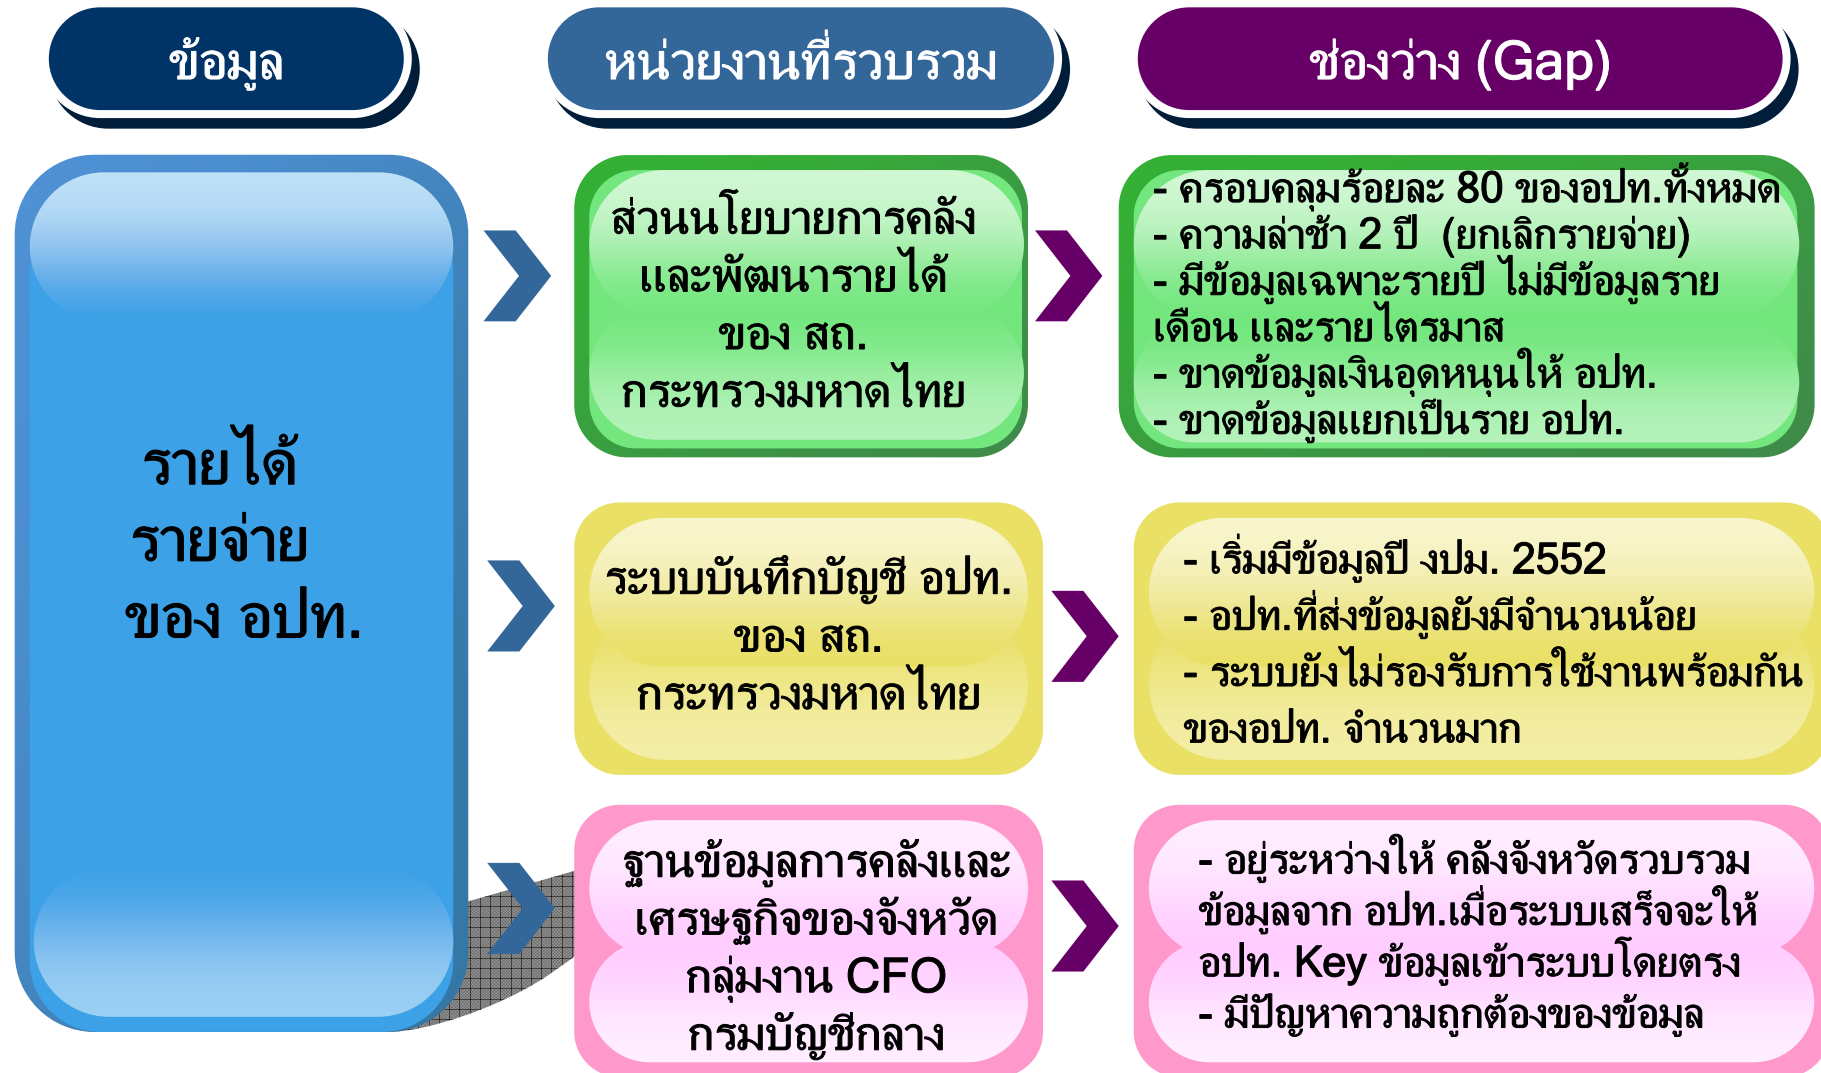 ข้อมูล
หน่วยงานที่รวบรวม
ช่องว่าง (Gap)
รายได้
รายจ่าย
ของ อปท.
ส่วนนโยบายการคลัง
และพัฒนารายได้
ของ สถ.
กระทรวงมหาดไทย
- ครอบคลุมร้อยละ 80 ของอปท.ทั้งหมด
- ความล่าช้า 2 ปี (ยกเลิกรายจ่าย)
- มีข้อมูลเฉพาะรายปี ไม่มีข้อมูลราย
เดือน และรายไตรมาส
- ขาดข้อมูลเงินอุดหนุนให้ อปท.
- ขาดข้อมูลแยกเป็นราย อปท.
ระบบบันทึกบัญชี อปท.
ของ สถ.
กระทรวงมหาดไทย
- เริ่มมีข้อมูลปี งปม. 2552
- อปท.ที่ส่งข้อมูลยังมีจำนวนน้อย
- ระบบยังไม่รองรับการใช้งานพร้อมกัน
ของอปท. จำนวนมาก
ฐานข้อมูลการคลังและ
เศรษฐกิจของจังหวัด
กลุ่มงาน CFO
กรมบัญชีกลาง
- อยู่ระหว่างให้ คลังจังหวัดรวบรวม
ข้อมูลจาก อปท.เมื่อระบบเสร็จจะให้
อปท. Key ข้อมูลเข้าระบบโดยตรง
- มีปัญหาความถูกต้องของข้อมูล